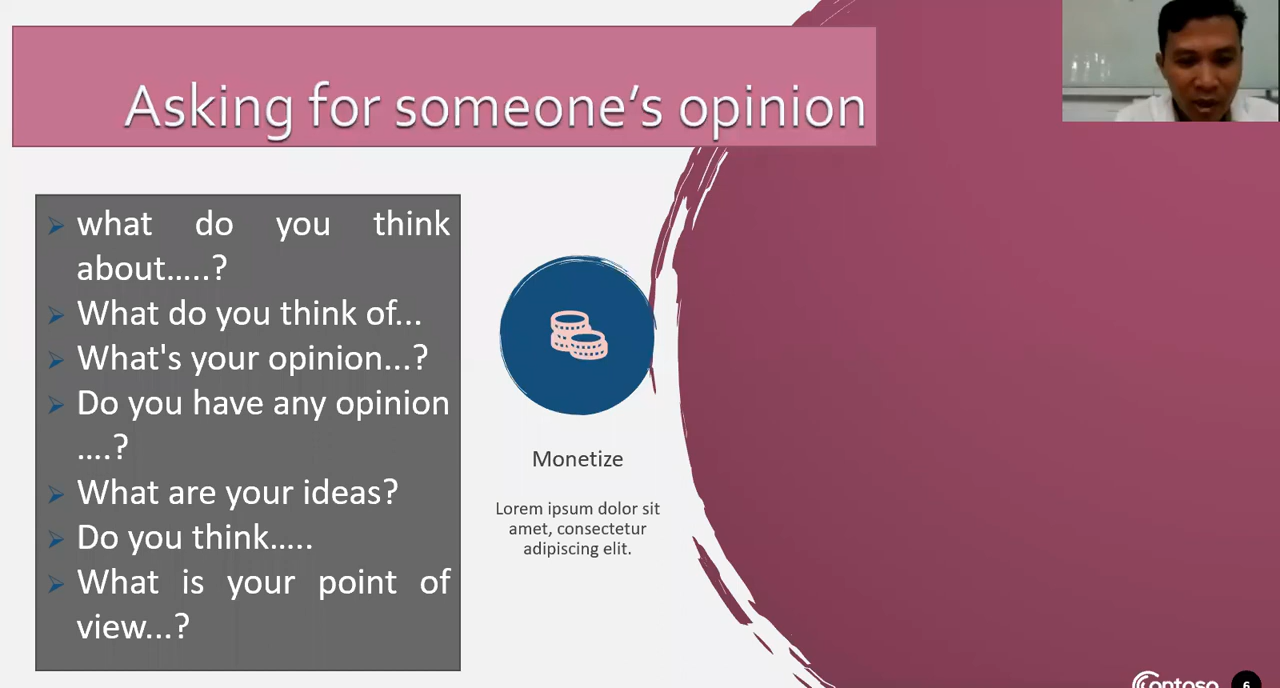 Asking for someone's opinion
what do you think
about.....?
What do you think of...
What's your opinion...?
Do you have any opinion
....?
What are your ideas?
Do you think.....
What is your point of
view...?
Monetize
Lorem ipsum dolor sit
amet, consectetur
adipiscing elit.
Contoso
6